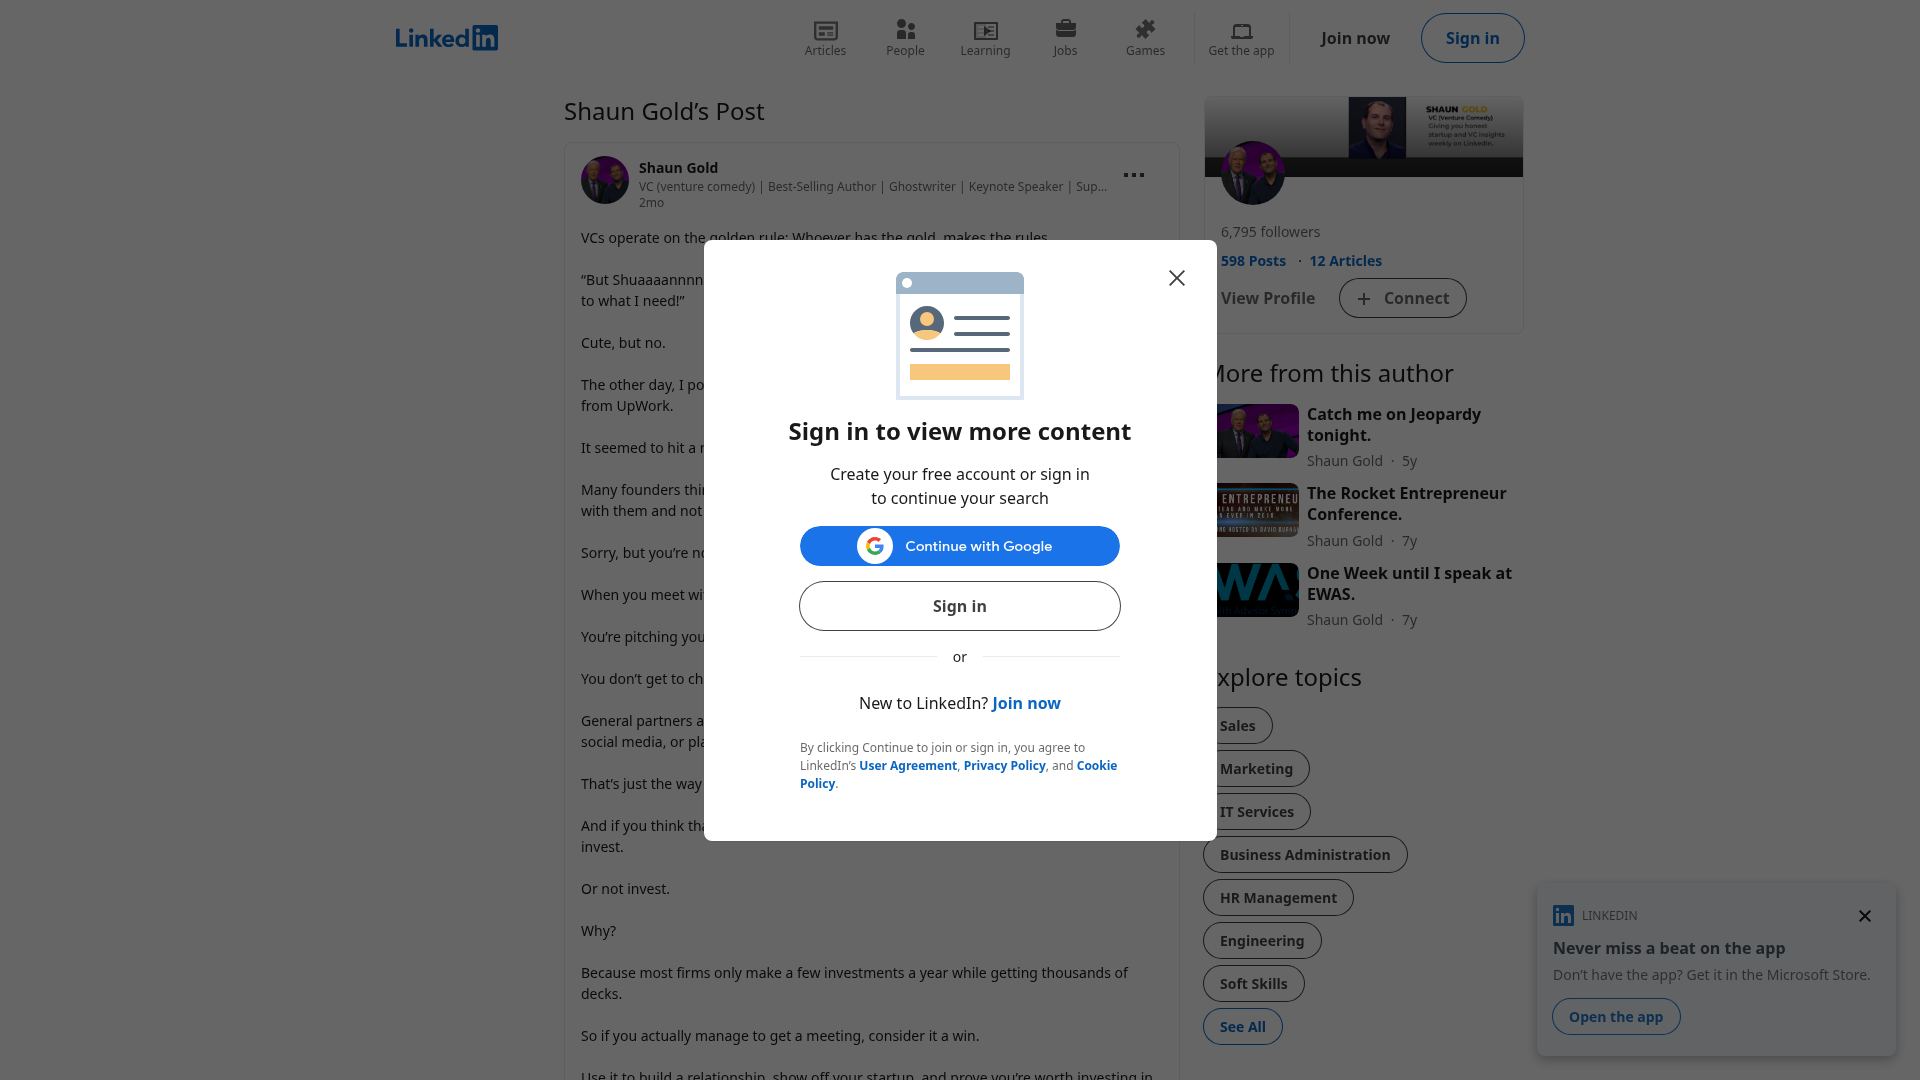 Linkedin
Articles
People
Learning
Jobs
Games
Get the app
Join now
Sign in
Shaun Gold’s Post
Shaun Gold
VC (venture comedy) | Best-Selling Author | Ghostwriter | Keynote Speaker | Sup...
2mo
VCs operate on the golden rule: Whoever has the gold, makes the rules.
“But Shuaaaannnn
to what I need!”
Cute, but no.
The other day, I po
from UpWork.
It seemed to hit a
Many founders thin
with them and not
Sorry, but you’re no
When you meet wi
You’re pitching you
You don’t get to ch
General partners a
social media, or pla
That’s just the way
And if you think tha
invest.
Or not invest.
Why?
Because most firms only make a few investments a year while getting thousands of
decks.
So if you actually manage to get a meeting, consider it a win.
Use it to build a relationship, show off your startup, and prove you’re worth investing in
Sign in to view more content
Create your free account or sign in
to continue your search
Continue with Google
Sign in
or
New to LinkedIn? Join now
By clicking Continue to join or sign in, you agree to
LinkedIn’s User Agreement, Privacy Policy, and Cookie
Policy.
SHAUN GOLD
VC (Venture Comedy)
Giving you honest
startup and VC insights
weekly on LinkedIn.
6,795 followers
598 Posts · 12 Articles
View Profile
Connect
More from this author
Catch me on Jeopardy
tonight.
Shaun Gold · 5y
The Rocket Entrepreneur
Conference.
Shaun Gold · 7y
One Week until I speak at
EWAS.
Shaun Gold · 7y
xplore topics
Sales
Marketing
IT Services
Business Administration
HR Management
Engineering
Soft Skills
See All
LINKEDIN
Never miss a beat on the app
Don’t have the app? Get it in the Microsoft Store.
Open the app